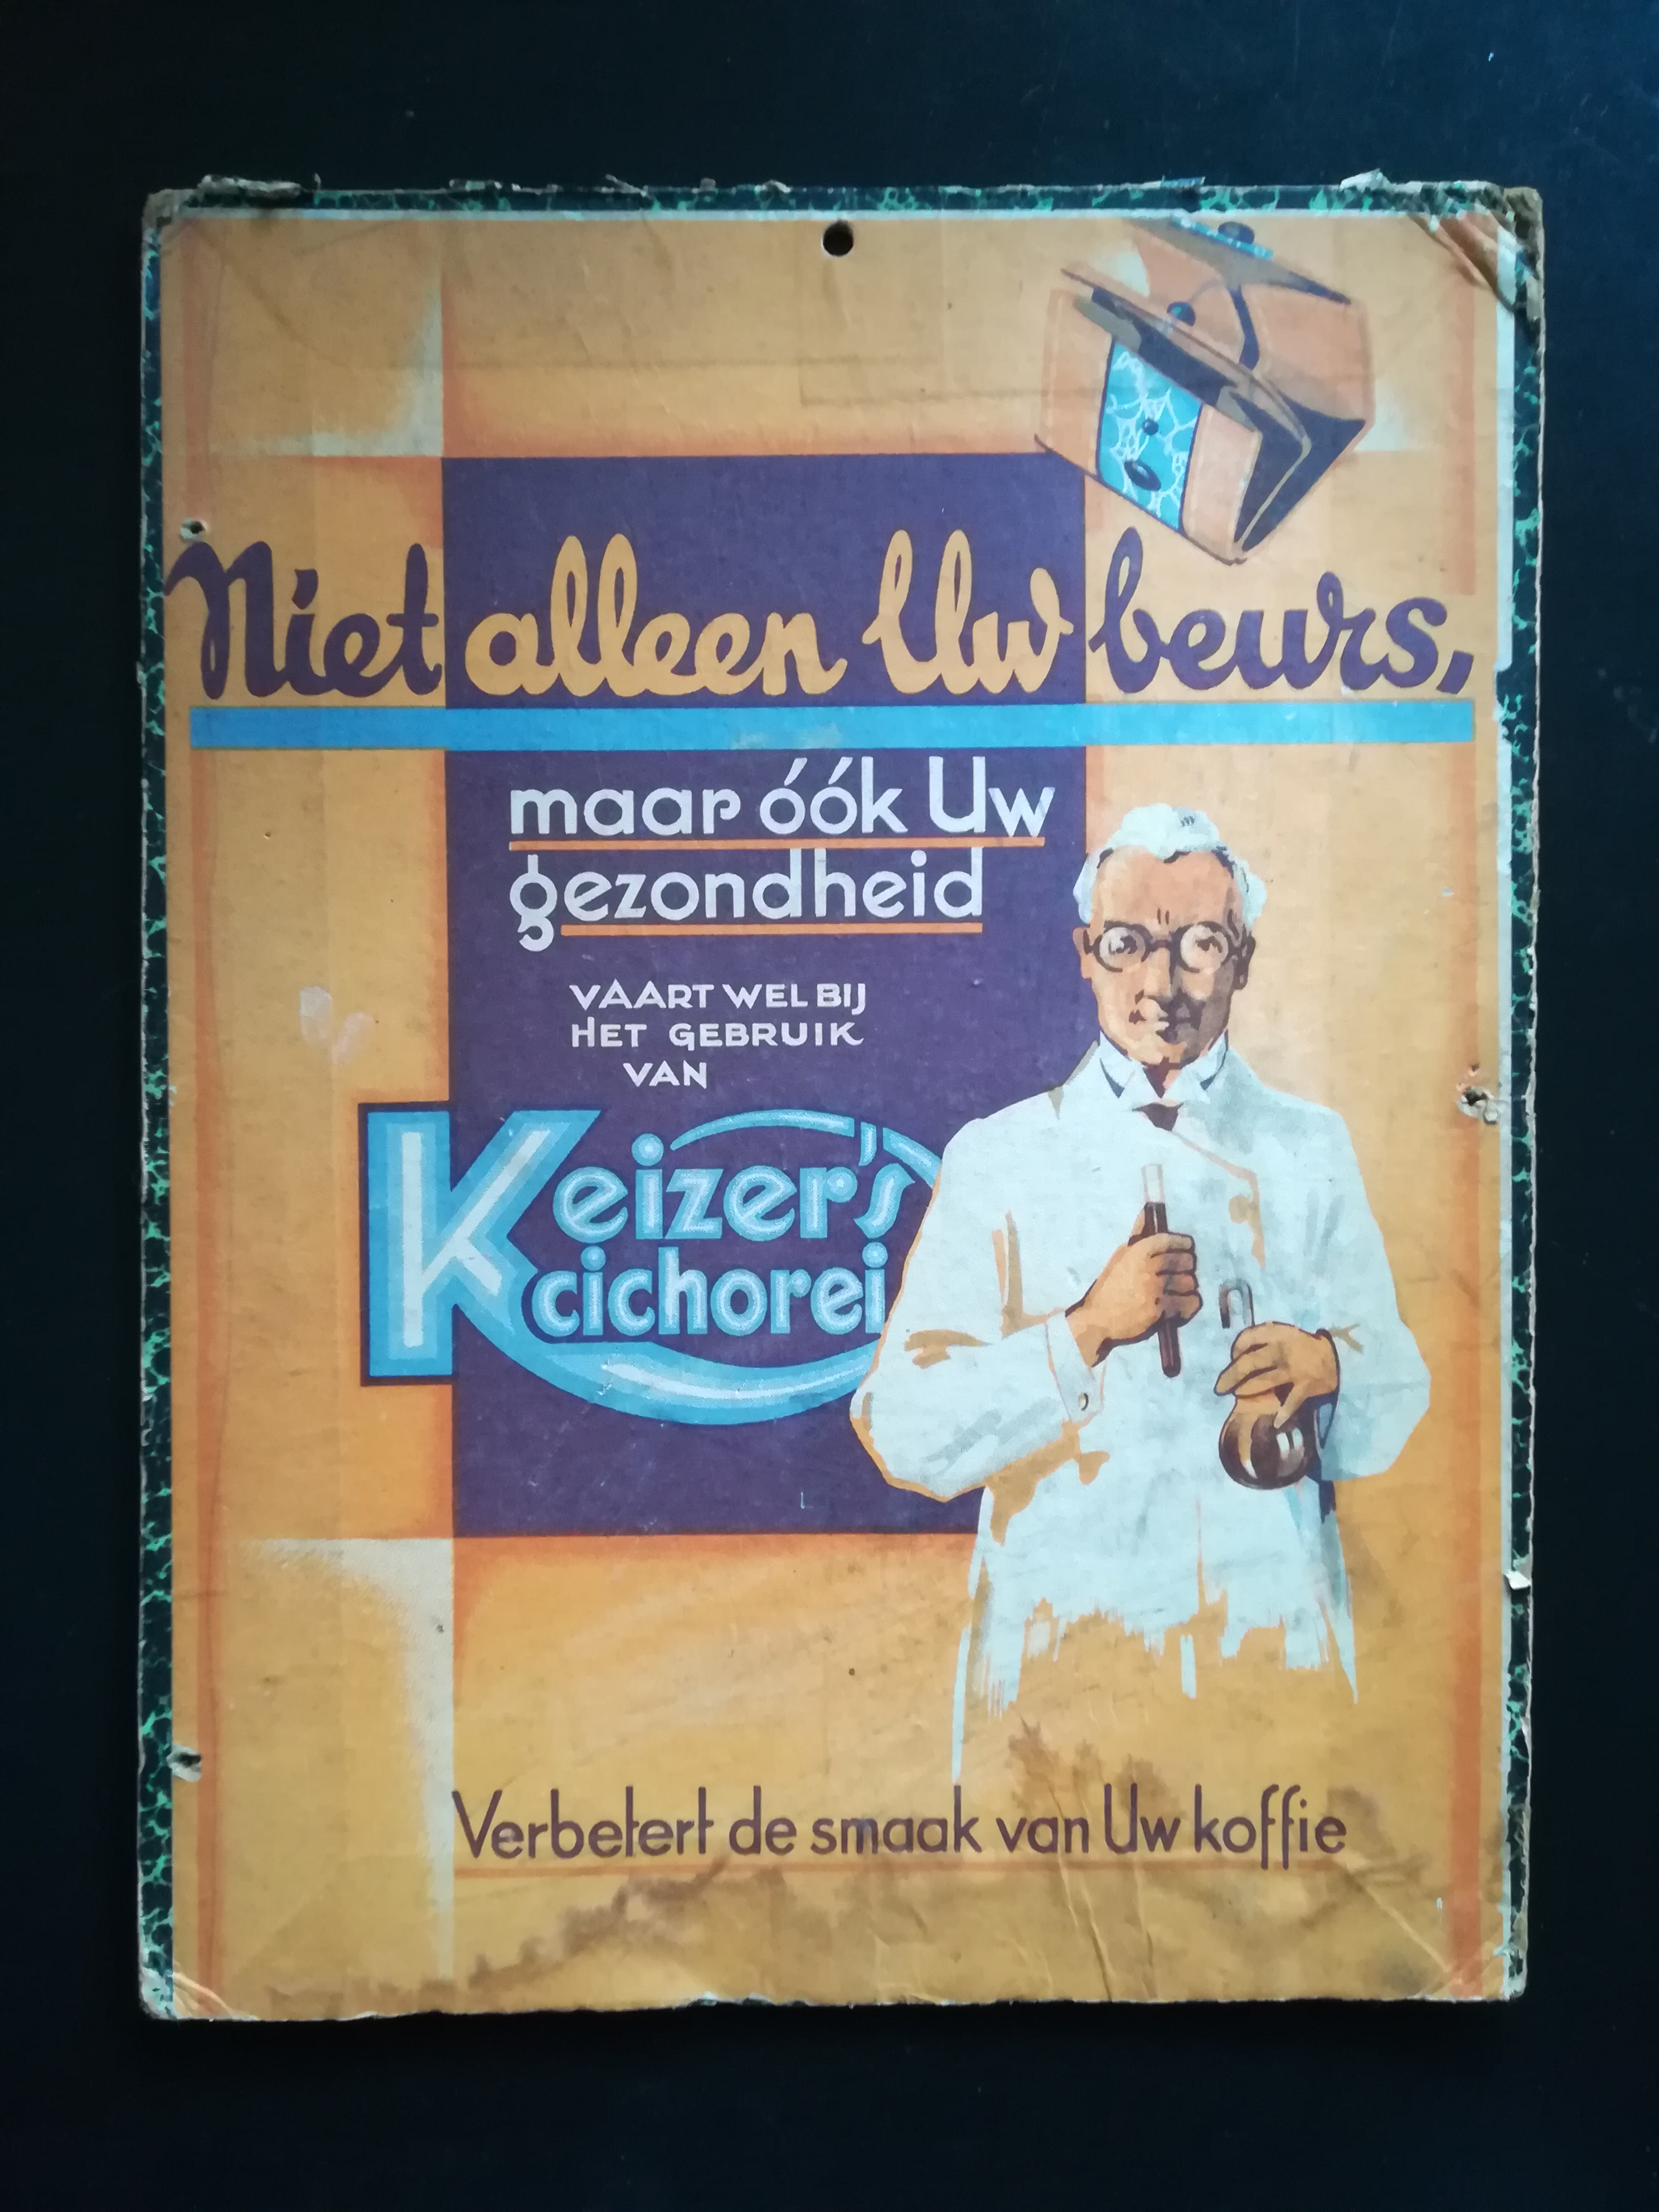 Niet alleen Uw beurs,
maar óók Uw
gezondheid
VAART WEL BIJ
HET GEBRUIK
VAN
Keizer's
cichorei
Verbetert de smaak van Uw koffie